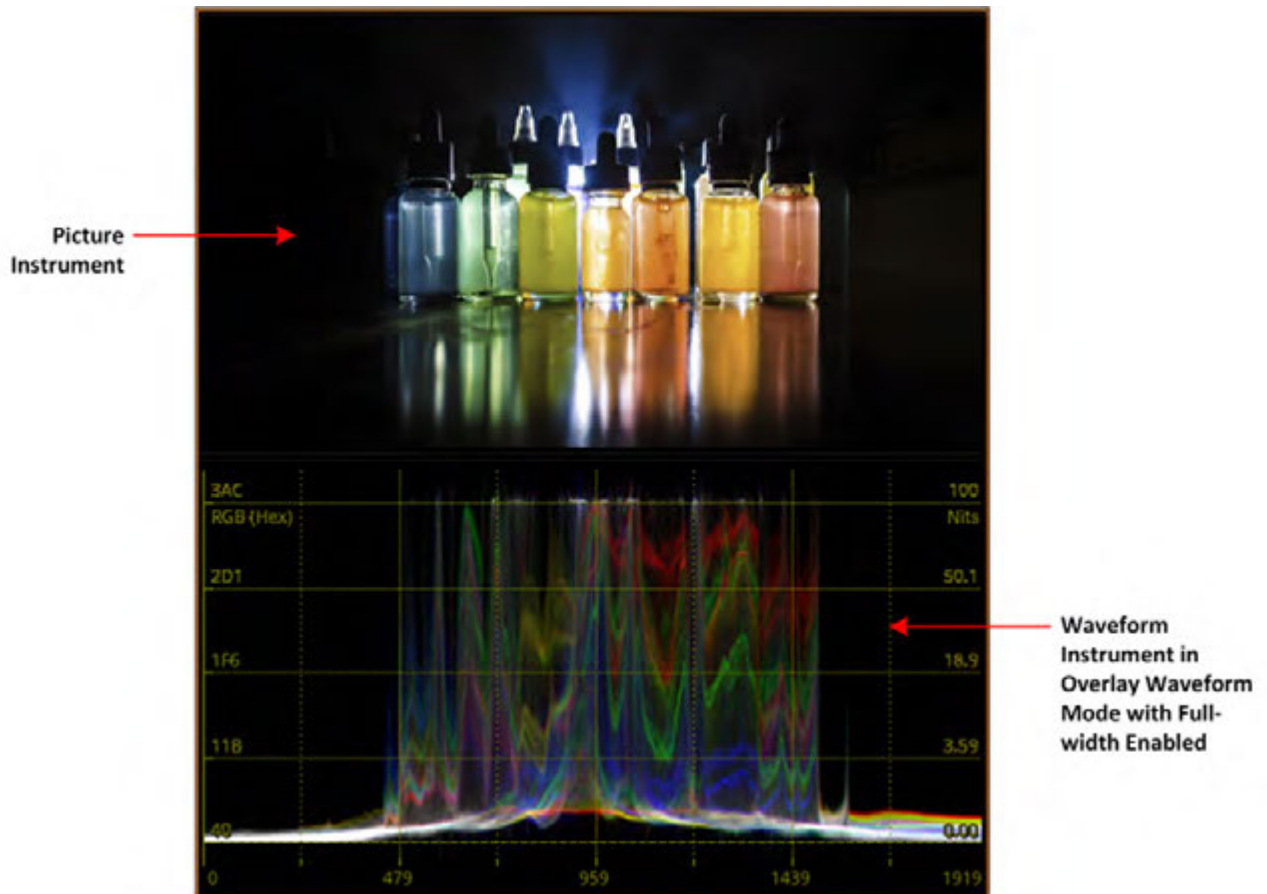 Picture
Instrument
3AC 100
RGB (Hex) Nits
2D1 50.1
1F6 18.9
Waveform
Instrument in
Overlay Waveform
Mode with Full-
width Enabled
11B 3.59
40 0.00
0 479 959 1439 1919